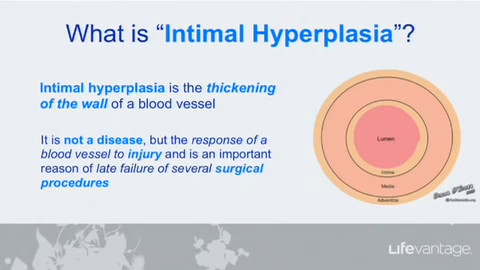 What is “Intimal Hyperplasia”?
Intimal hyperplasia is the thickening
of the wall of a blood vessel
It is not a disease, but the response of a
blood vessel to injury and is an important
reason of late failure of several surgical
procedures
Lumen
Intima
Media
Adventitia
Lifevantage.